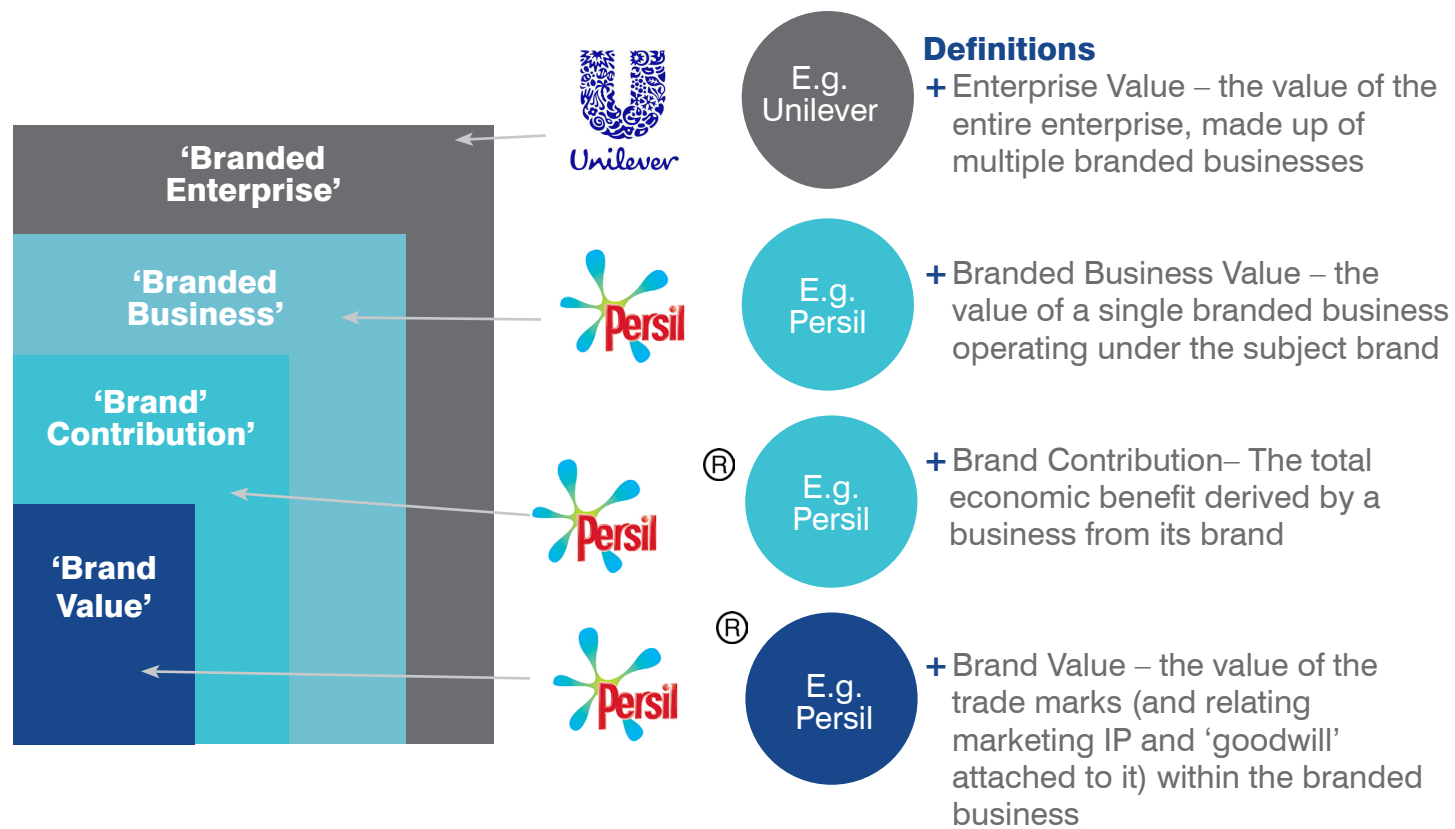 ‘Branded
Enterprise’
‘Branded
Business’
‘Brand’
Contribution’
‘Brand
Value’
Unilever
Persil
®
Persil
®
Persil
E.g.
Unilever
E.g.
Persil
E.g.
Persil
E.g.
Persil
Definitions
+ Enterprise Value – the value of the
entire enterprise, made up of
multiple branded businesses
+ Branded Business Value – the
value of a single branded business
operating under the subject brand
+ Brand Contribution– The total
economic benefit derived by a
business from its brand
+ Brand Value – the value of the
trade marks (and relating
marketing IP and ‘goodwill’
attached to it) within the branded
business